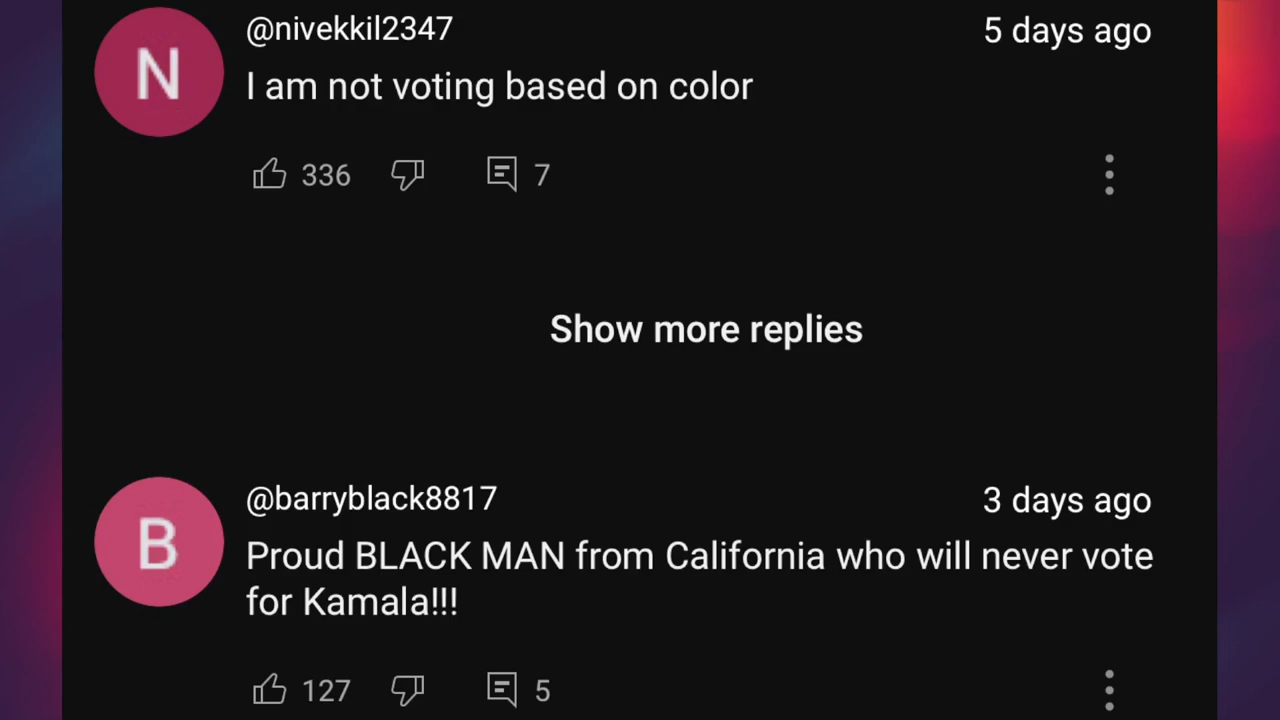 N
@nivekkil2347
5 days ago
I am not voting based on color
336
7
Show more replies
B
@barryblack8817
3 days ago
Proud BLACK MAN from California who will never vote
for Kamala!!!
127
5